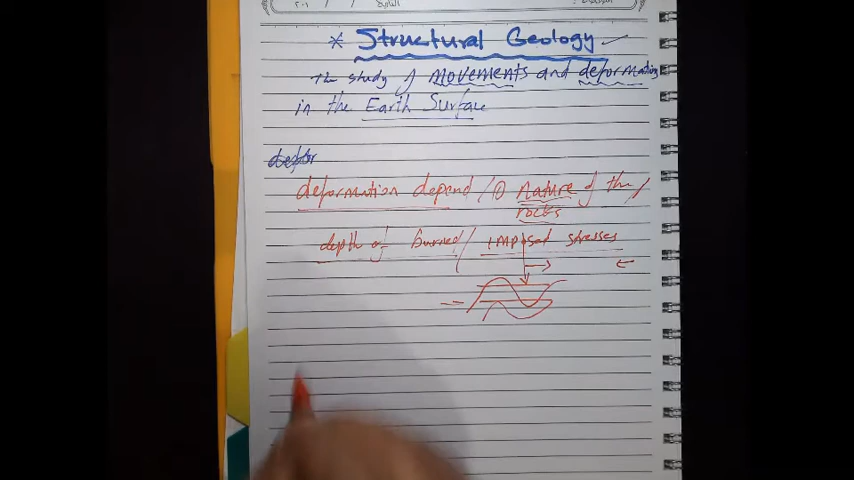 ٢٠١ / /
* Structural Geology
The study of movements and deformation
in the Earth Surface
deformation depend / ① nature of the /
rocks
depth of burried / imposed stresses